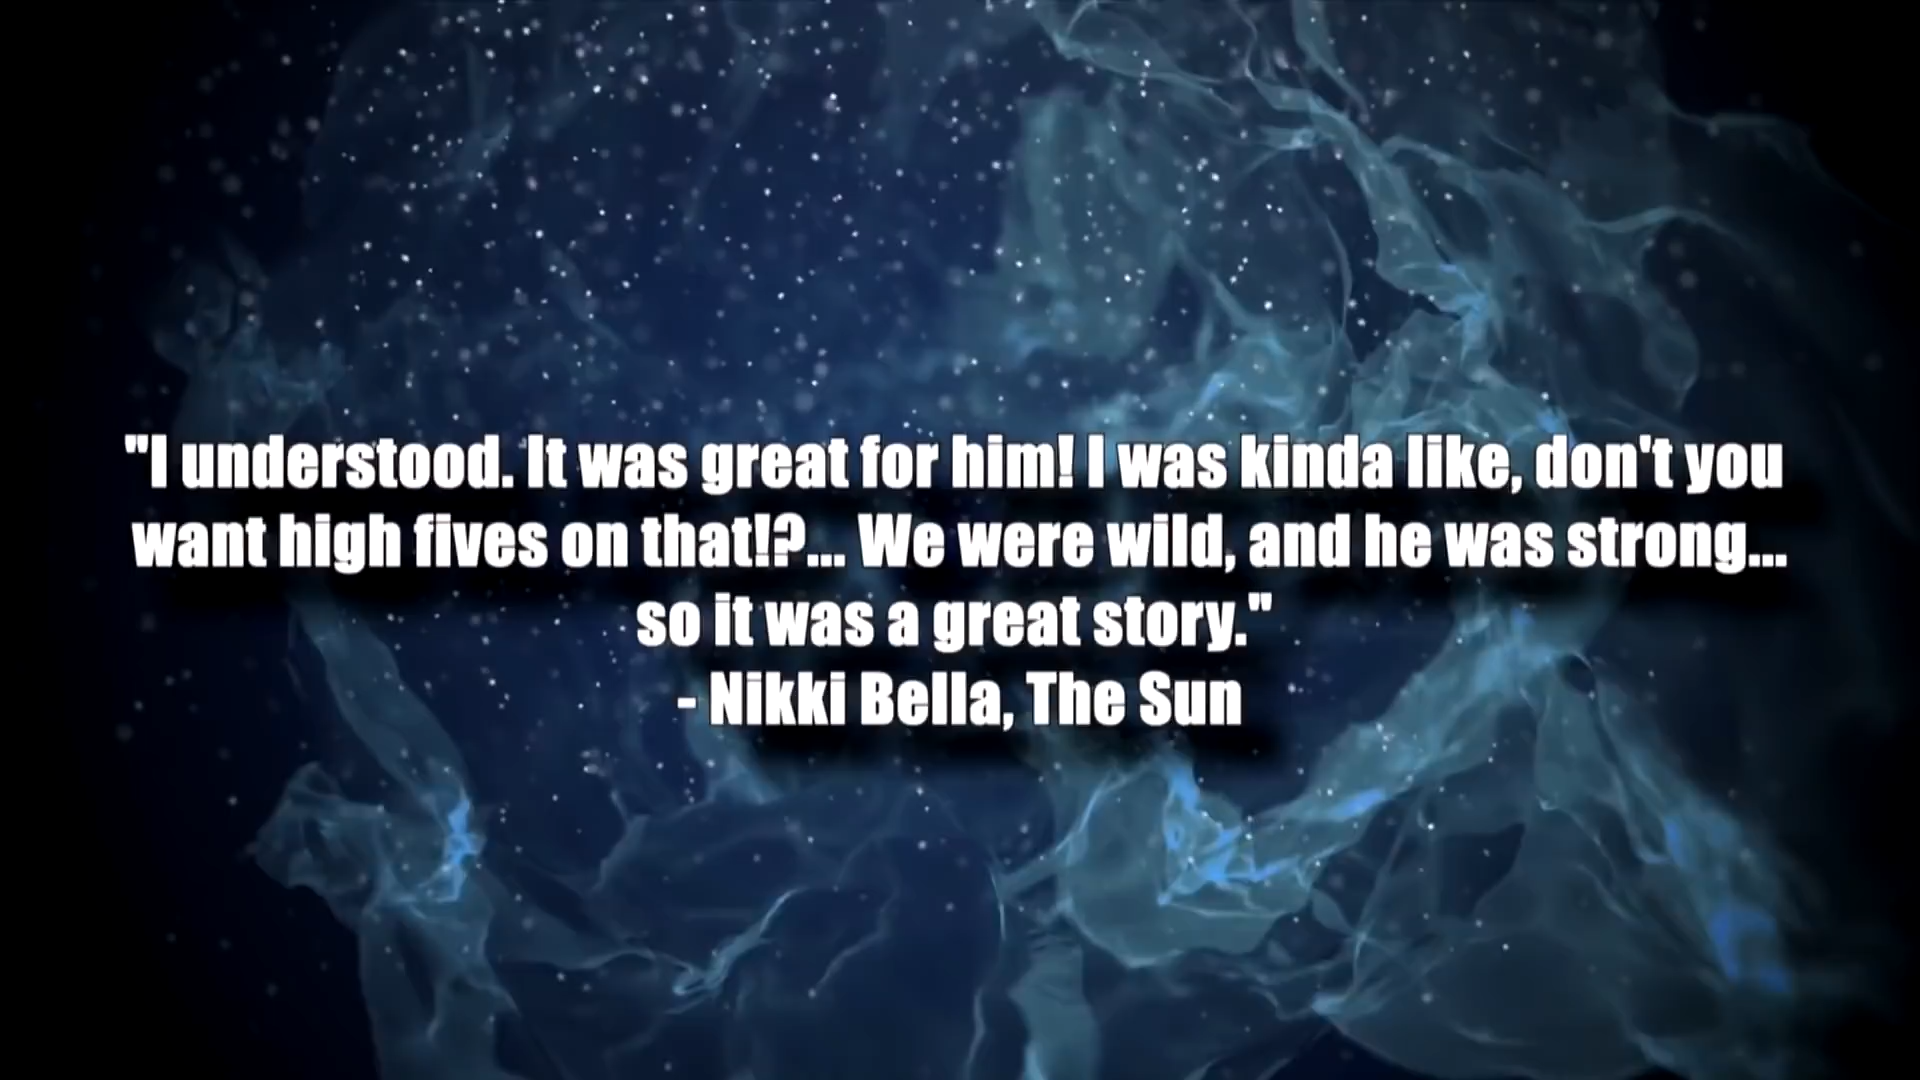 "I understood. It was great for him! I was kinda like, don't you
want high fives on that!?... We were wild, and he was strong...
so it was a great story."
- Nikki Bella, The Sun